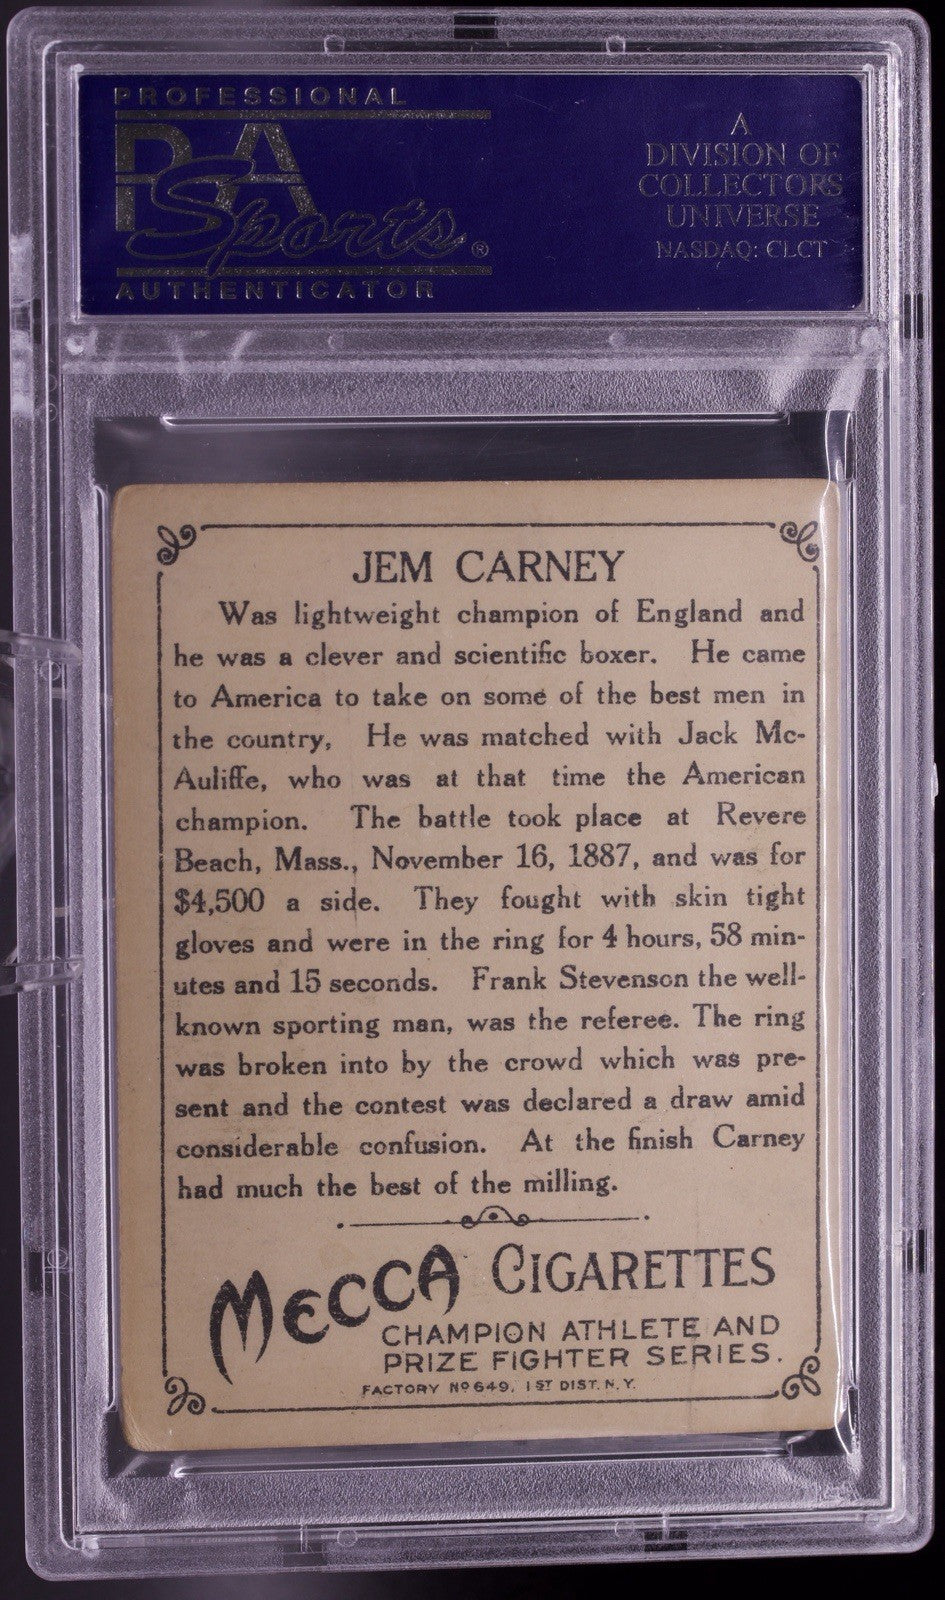 PROFESSIONAL
PSA
Sports®
AUTHENTICATOR
A
DIVISION OF
COLLECTORS
UNIVERSE
NASDAQ: CLCT
JEM CARNEY
Was lightweight champion of England and
he was a clever and scientific boxer. He came
to America to take on some of the best men in
the country, He was matched with Jack Mc-
Auliffe, who was at that time the American
champion. The battle took place at Revere
Beach, Mass., November 16, 1887, and was for
$4,500 a side. They fought with skin tight
gloves and were in the ring for 4 hours, 58 min-
utes and 15 seconds. Frank Stevenson the well-
known sporting man, was the referee. The ring
was broken into by the crowd which was pre-
sent and the contest was declared a draw amid
considerable confusion. At the finish Carney
had much the best of the milling.
MECCA CIGARETTES
CHAMPION ATHLETE AND
PRIZE FIGHTER SERIES.
FACTORY Nº 649, 1ST DIST. N.Y.